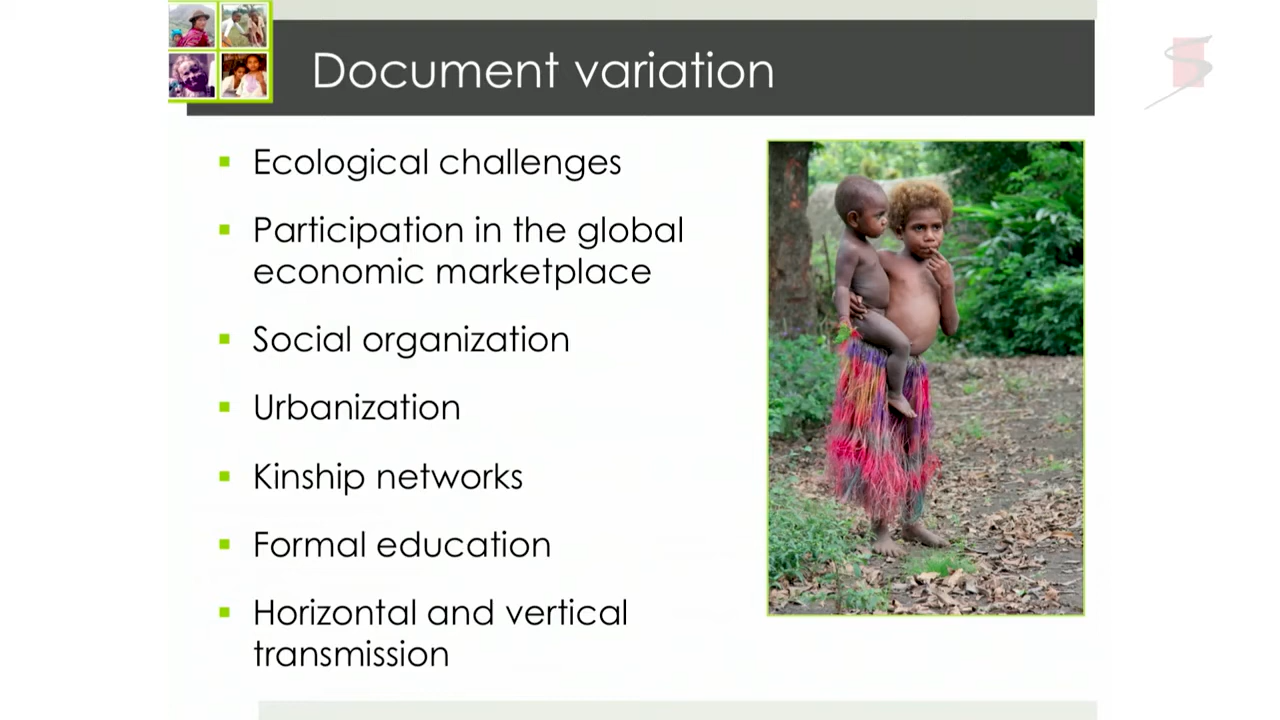 Document variation
Ecological challenges
Participation in the global
economic marketplace
Social organization
Urbanization
Kinship networks
Formal education
Horizontal and vertical
transmission